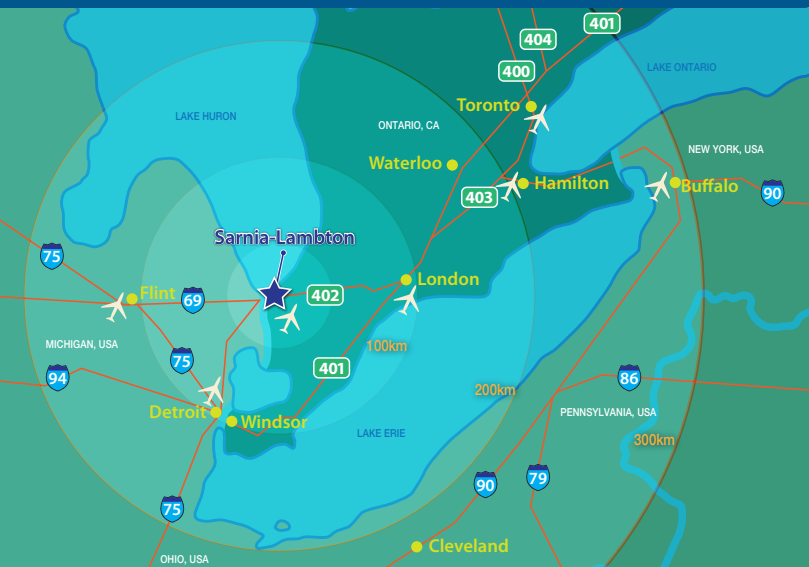 401
404
LAKE ONTARIO
400
Toronto
LAKE HURON
ONTARIO, CA
NEW YORK, USA
Waterloo
Hamilton
Buffalo
90
403
Sarnia-Lambton
75
London
Flint
69
402
MICHIGAN, USA
100km
75
401
94
86
200km
Detroit
Windsor
PENNSYLVANIA, USA
LAKE ERIE
300km
79
90
75
Cleveland
OHIO, USA